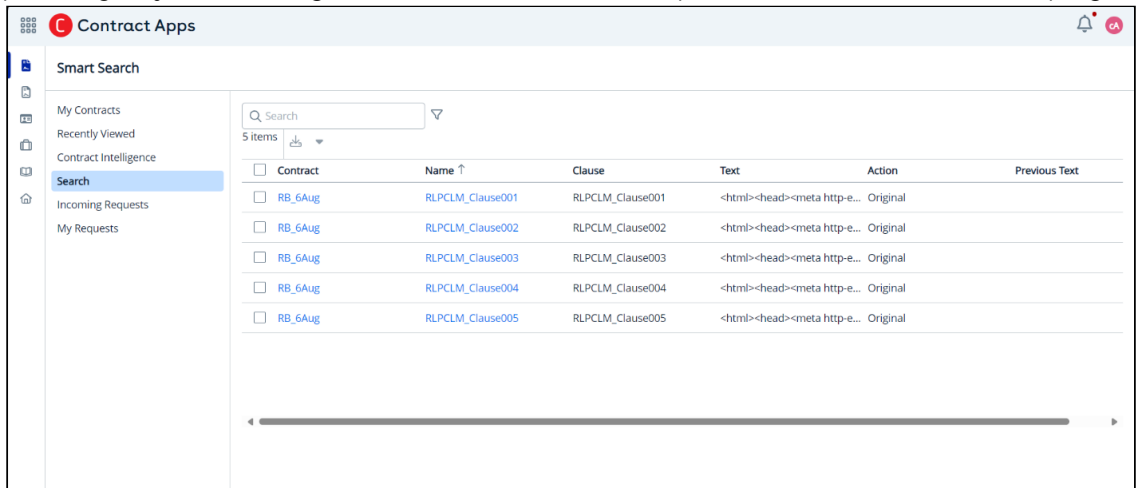 Contract Apps
CA
Smart Search
My Contracts
Recently Viewed
Contract Intelligence
Search
Incoming Requests
My Requests
Search
5 items
Contract Name ↑ Clause Text Action Previous Text
RB_6Aug RLPCLM_Clause001 RLPCLM_Clause001 <html><head><meta http-e... Original
RB_6Aug RLPCLM_Clause002 RLPCLM_Clause002 <html><head><meta http-e... Original
RB_6Aug RLPCLM_Clause003 RLPCLM_Clause003 <html><head><meta http-e... Original
RB_6Aug RLPCLM_Clause004 RLPCLM_Clause004 <html><head><meta http-e... Original
RB_6Aug RLPCLM_Clause005 RLPCLM_Clause005 <html><head><meta http-e... Original